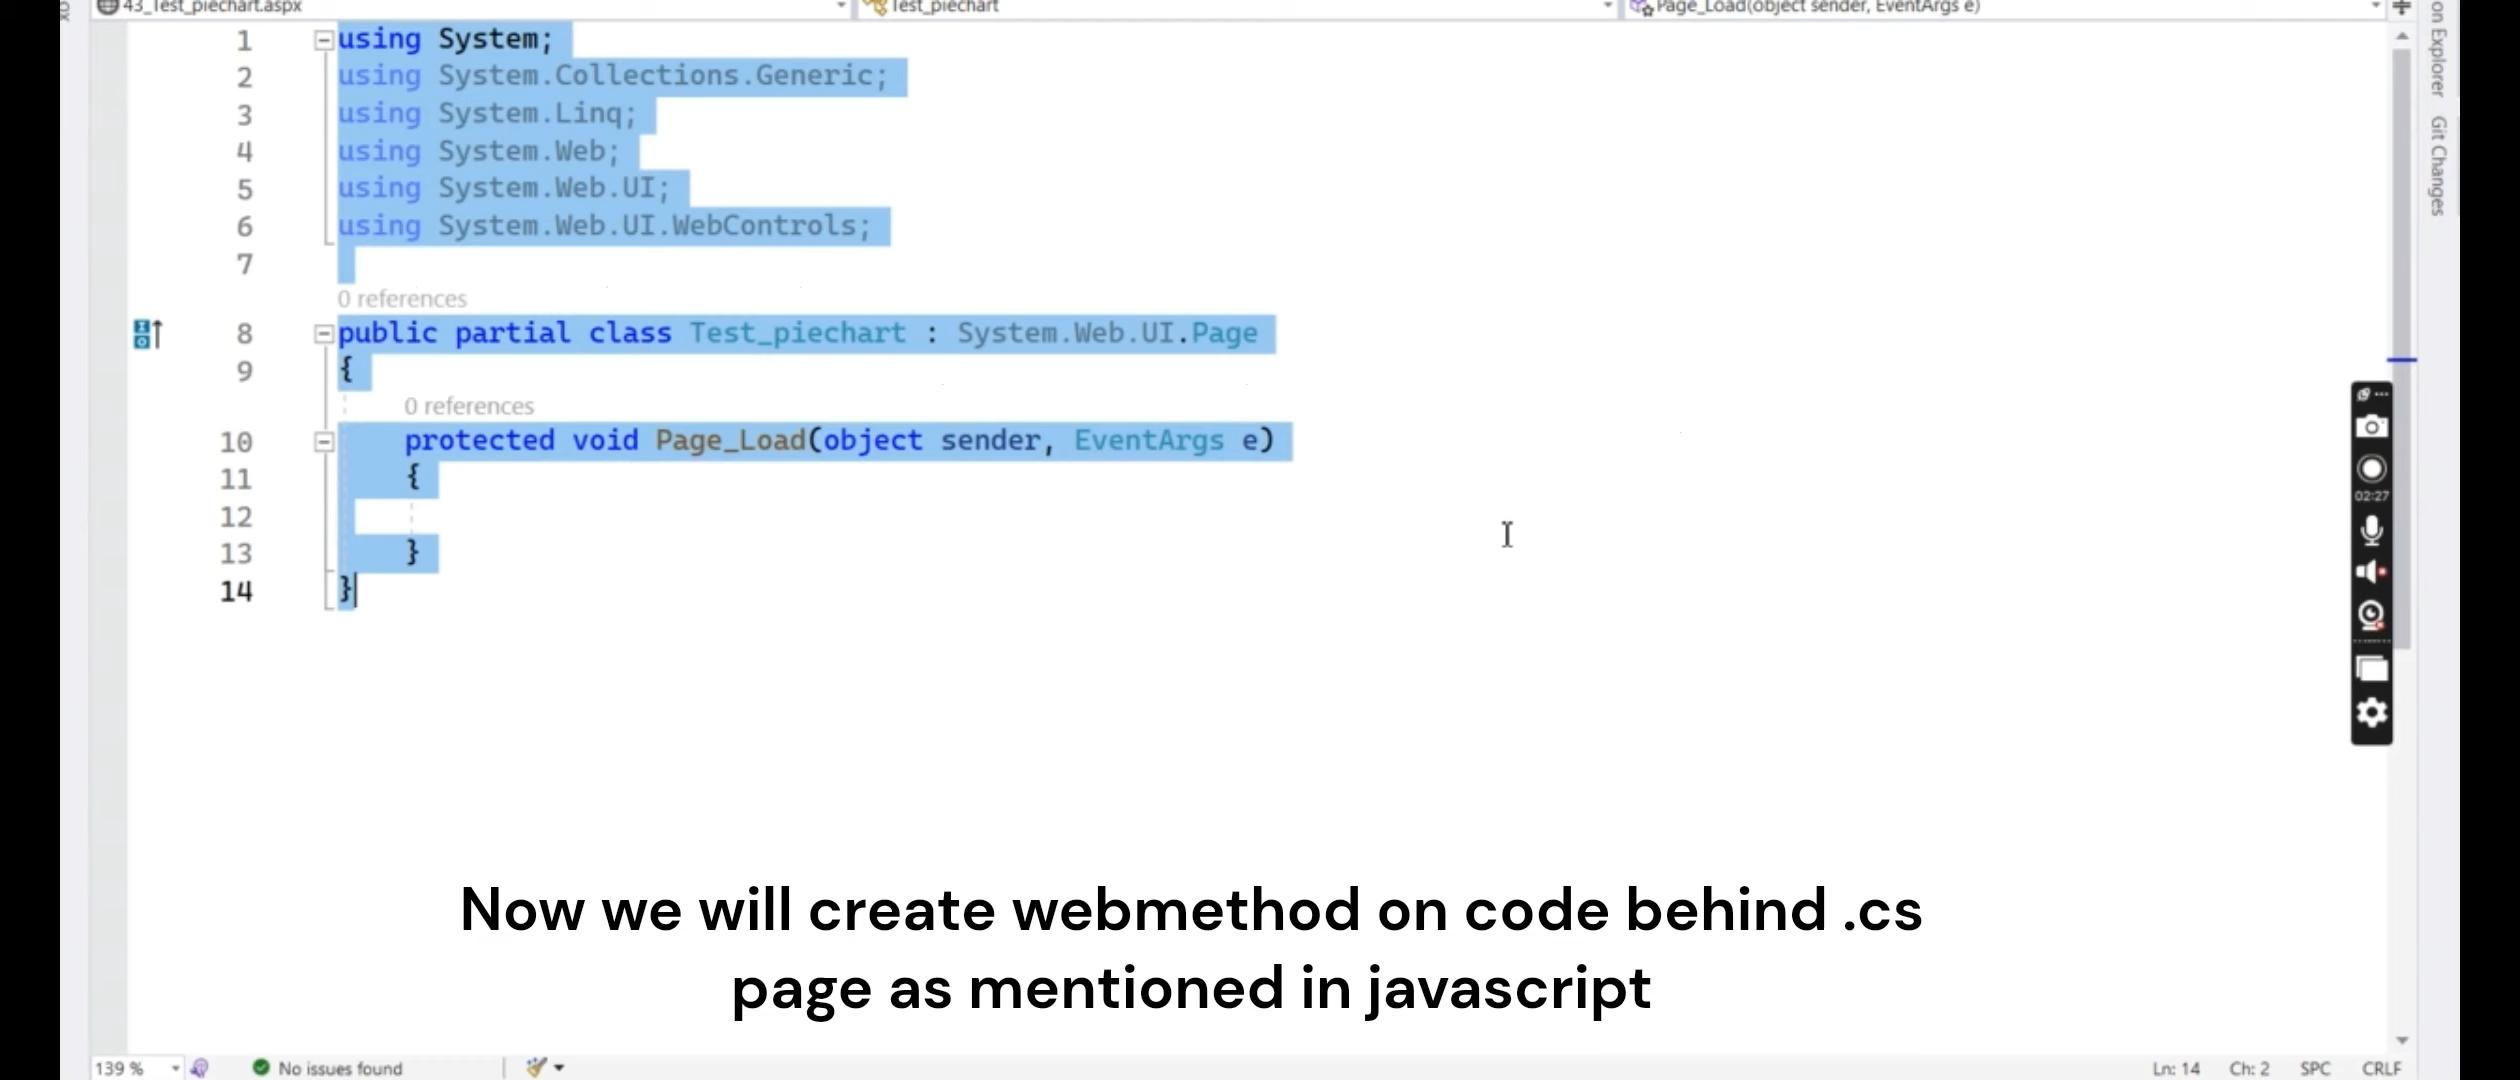 43_Test_piechart.aspx Test_piechart Page_Load(object sender, EventArgs e)
1 using System;
2 using System.Collections.Generic;
3 using System.Linq;
4 using System.Web;
5 using System.Web.UI;
6 using System.Web.UI.WebControls;
7
0 references
8 public partial class Test_piechart : System.Web.UI.Page
9 {
0 references
10 protected void Page_Load(object sender, EventArgs e)
11 {
12
13 }
14 }
on Explorer
Git Changes
02:27
Now we will create webmethod on code behind .cs
page as mentioned in javascript
139 % No issues found Ln: 14 Ch: 2 SPC CRLF